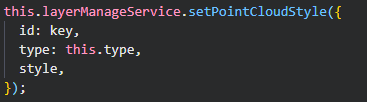 this.layerManageService.setPointCloudStyle({
  id: key,
  type: this.type,
  style,
});